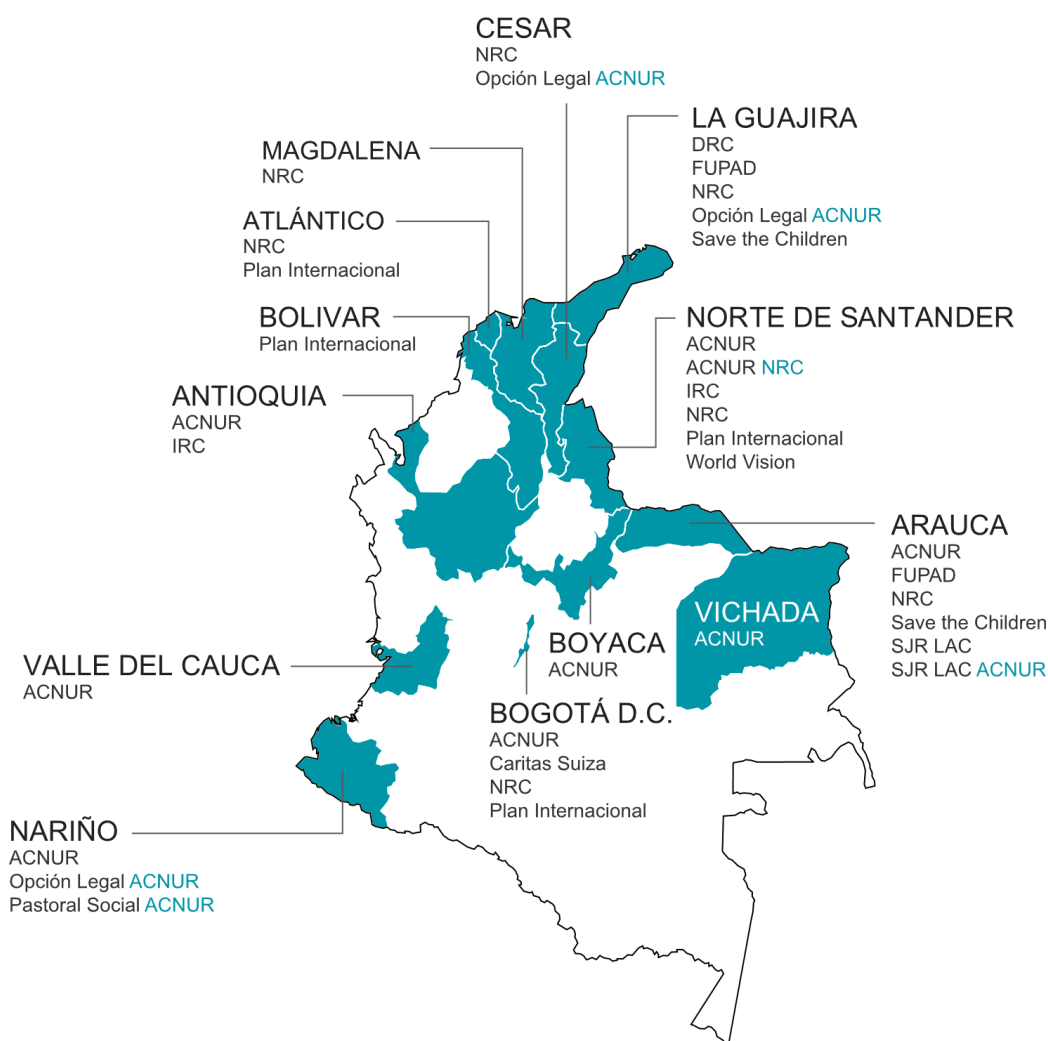 CESAR
NRC
Opción Legal ACNUR
LA GUAJIRA
DRC
FUPAD
NRC
Opción Legal ACNUR
Save the Children
MAGDALENA
NRC
ATLÁNTICO
NRC
Plan Internacional
BOLIVAR
Plan Internacional
NORTE DE SANTANDER
ACNUR
ACNUR NRC
IRC
NRC
Plan Internacional
World Vision
ANTIOQUIA
ACNUR
IRC
ARAUCA
ACNUR
FUPAD
NRC
Save the Children
SJR LAC
SJR LAC ACNUR
VICHADA
ACNUR
BOYACA
ACNUR
VALLE DEL CAUCA
ACNUR
BOGOTÁ D.C.
ACNUR
Caritas Suiza
NRC
Plan Internacional
NARIÑO
ACNUR
Opción Legal ACNUR
Pastoral Social ACNUR